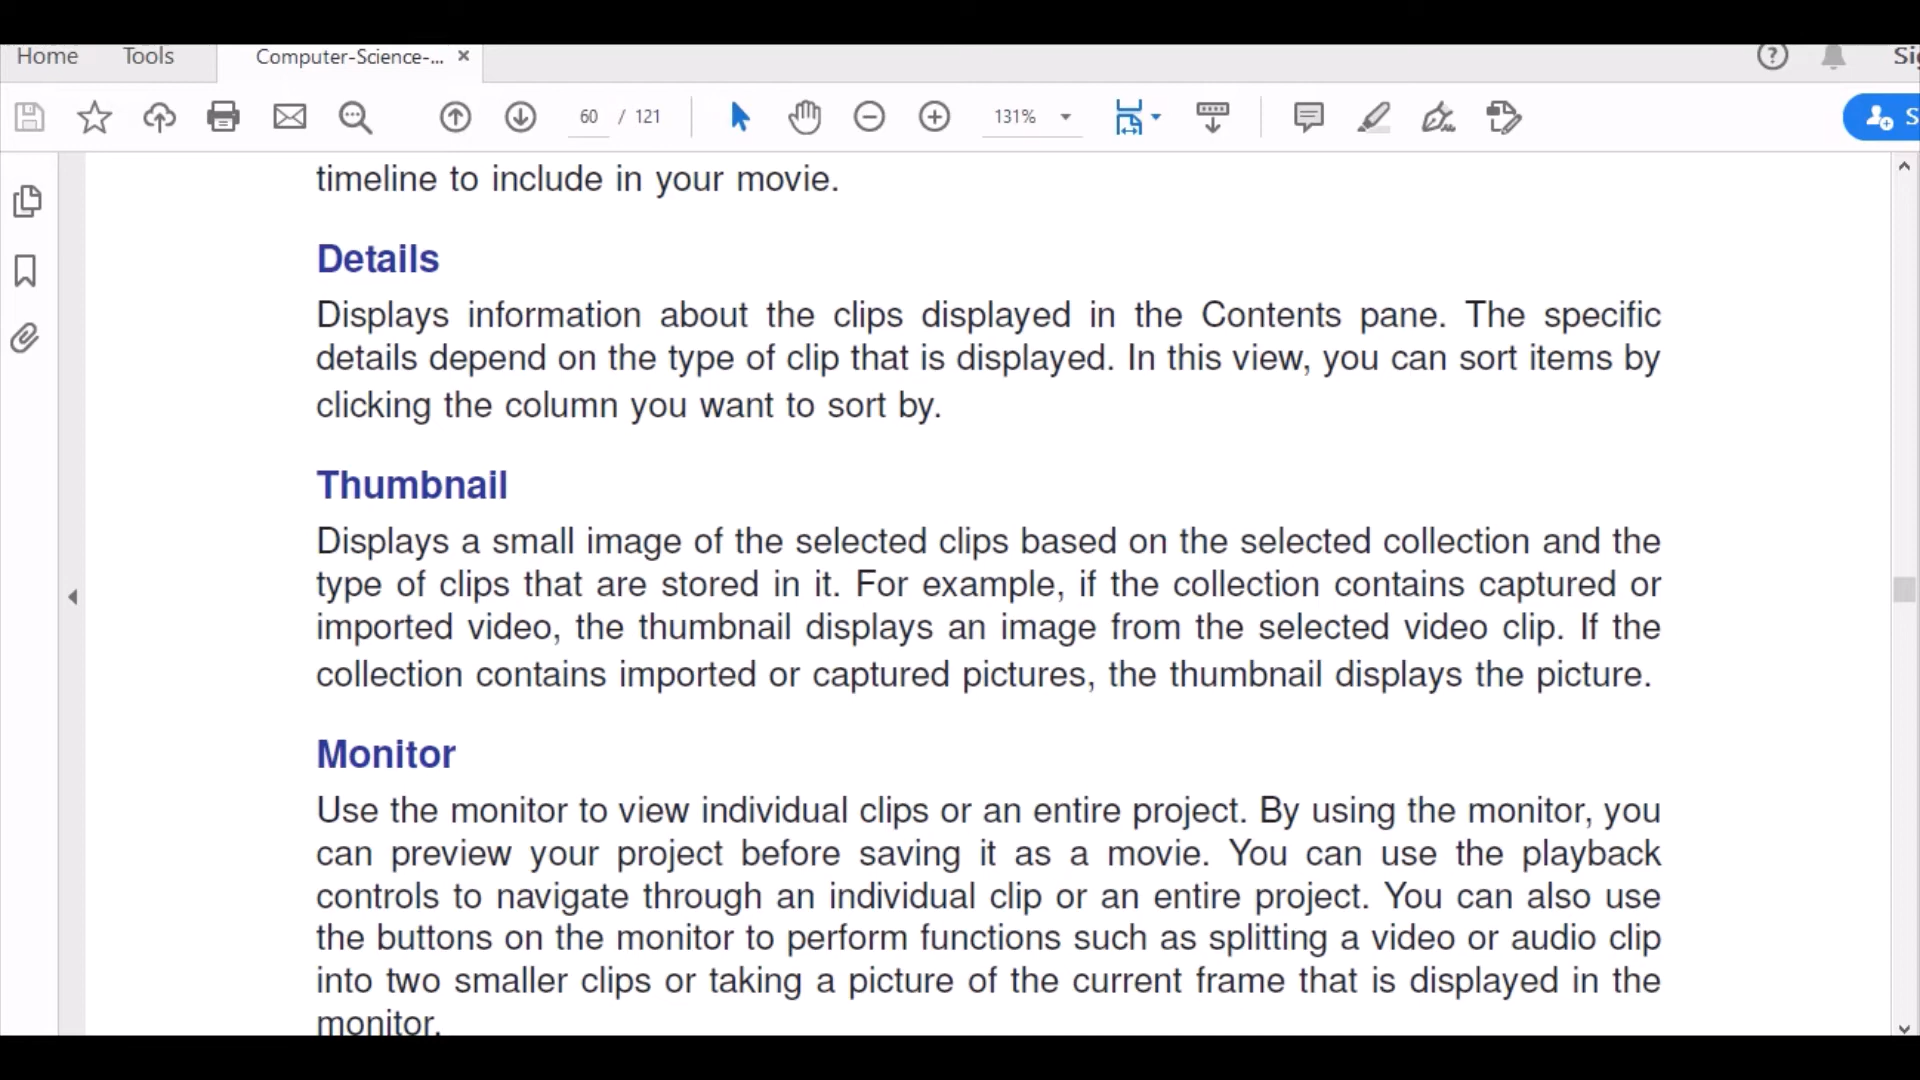 Home Tools Computer-Science-... Sig
60 / 121 131% S
timeline to include in your movie.
Details
Displays information about the clips displayed in the Contents pane. The specific
details depend on the type of clip that is displayed. In this view, you can sort items by
clicking the column you want to sort by.
Thumbnail
Displays a small image of the selected clips based on the selected collection and the
type of clips that are stored in it. For example, if the collection contains captured or
imported video, the thumbnail displays an image from the selected video clip. If the
collection contains imported or captured pictures, the thumbnail displays the picture.
Monitor
Use the monitor to view individual clips or an entire project. By using the monitor, you
can preview your project before saving it as a movie. You can use the playback
controls to navigate through an individual clip or an entire project. You can also use
the buttons on the monitor to perform functions such as splitting a video or audio clip
into two smaller clips or taking a picture of the current frame that is displayed in the
monitor.